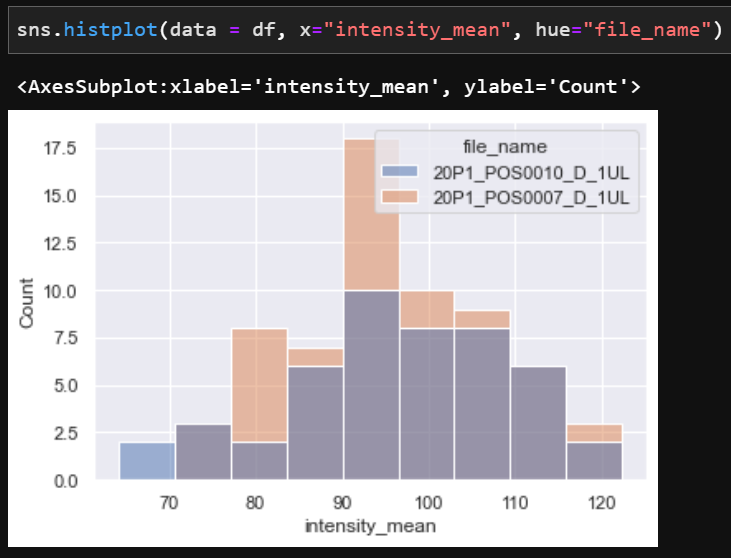 sns.histplot(data = df, x="intensity_mean", hue="file_name")
<AxesSubplot:xlabel='intensity_mean', ylabel='Count'>
file_name
20P1_POS0010_D_1UL
20P1_POS0007_D_1UL
17.5
15.0
12.5
10.0
7.5
5.0
2.5
0.0
Count
70 80 90 100 110 120
intensity_mean